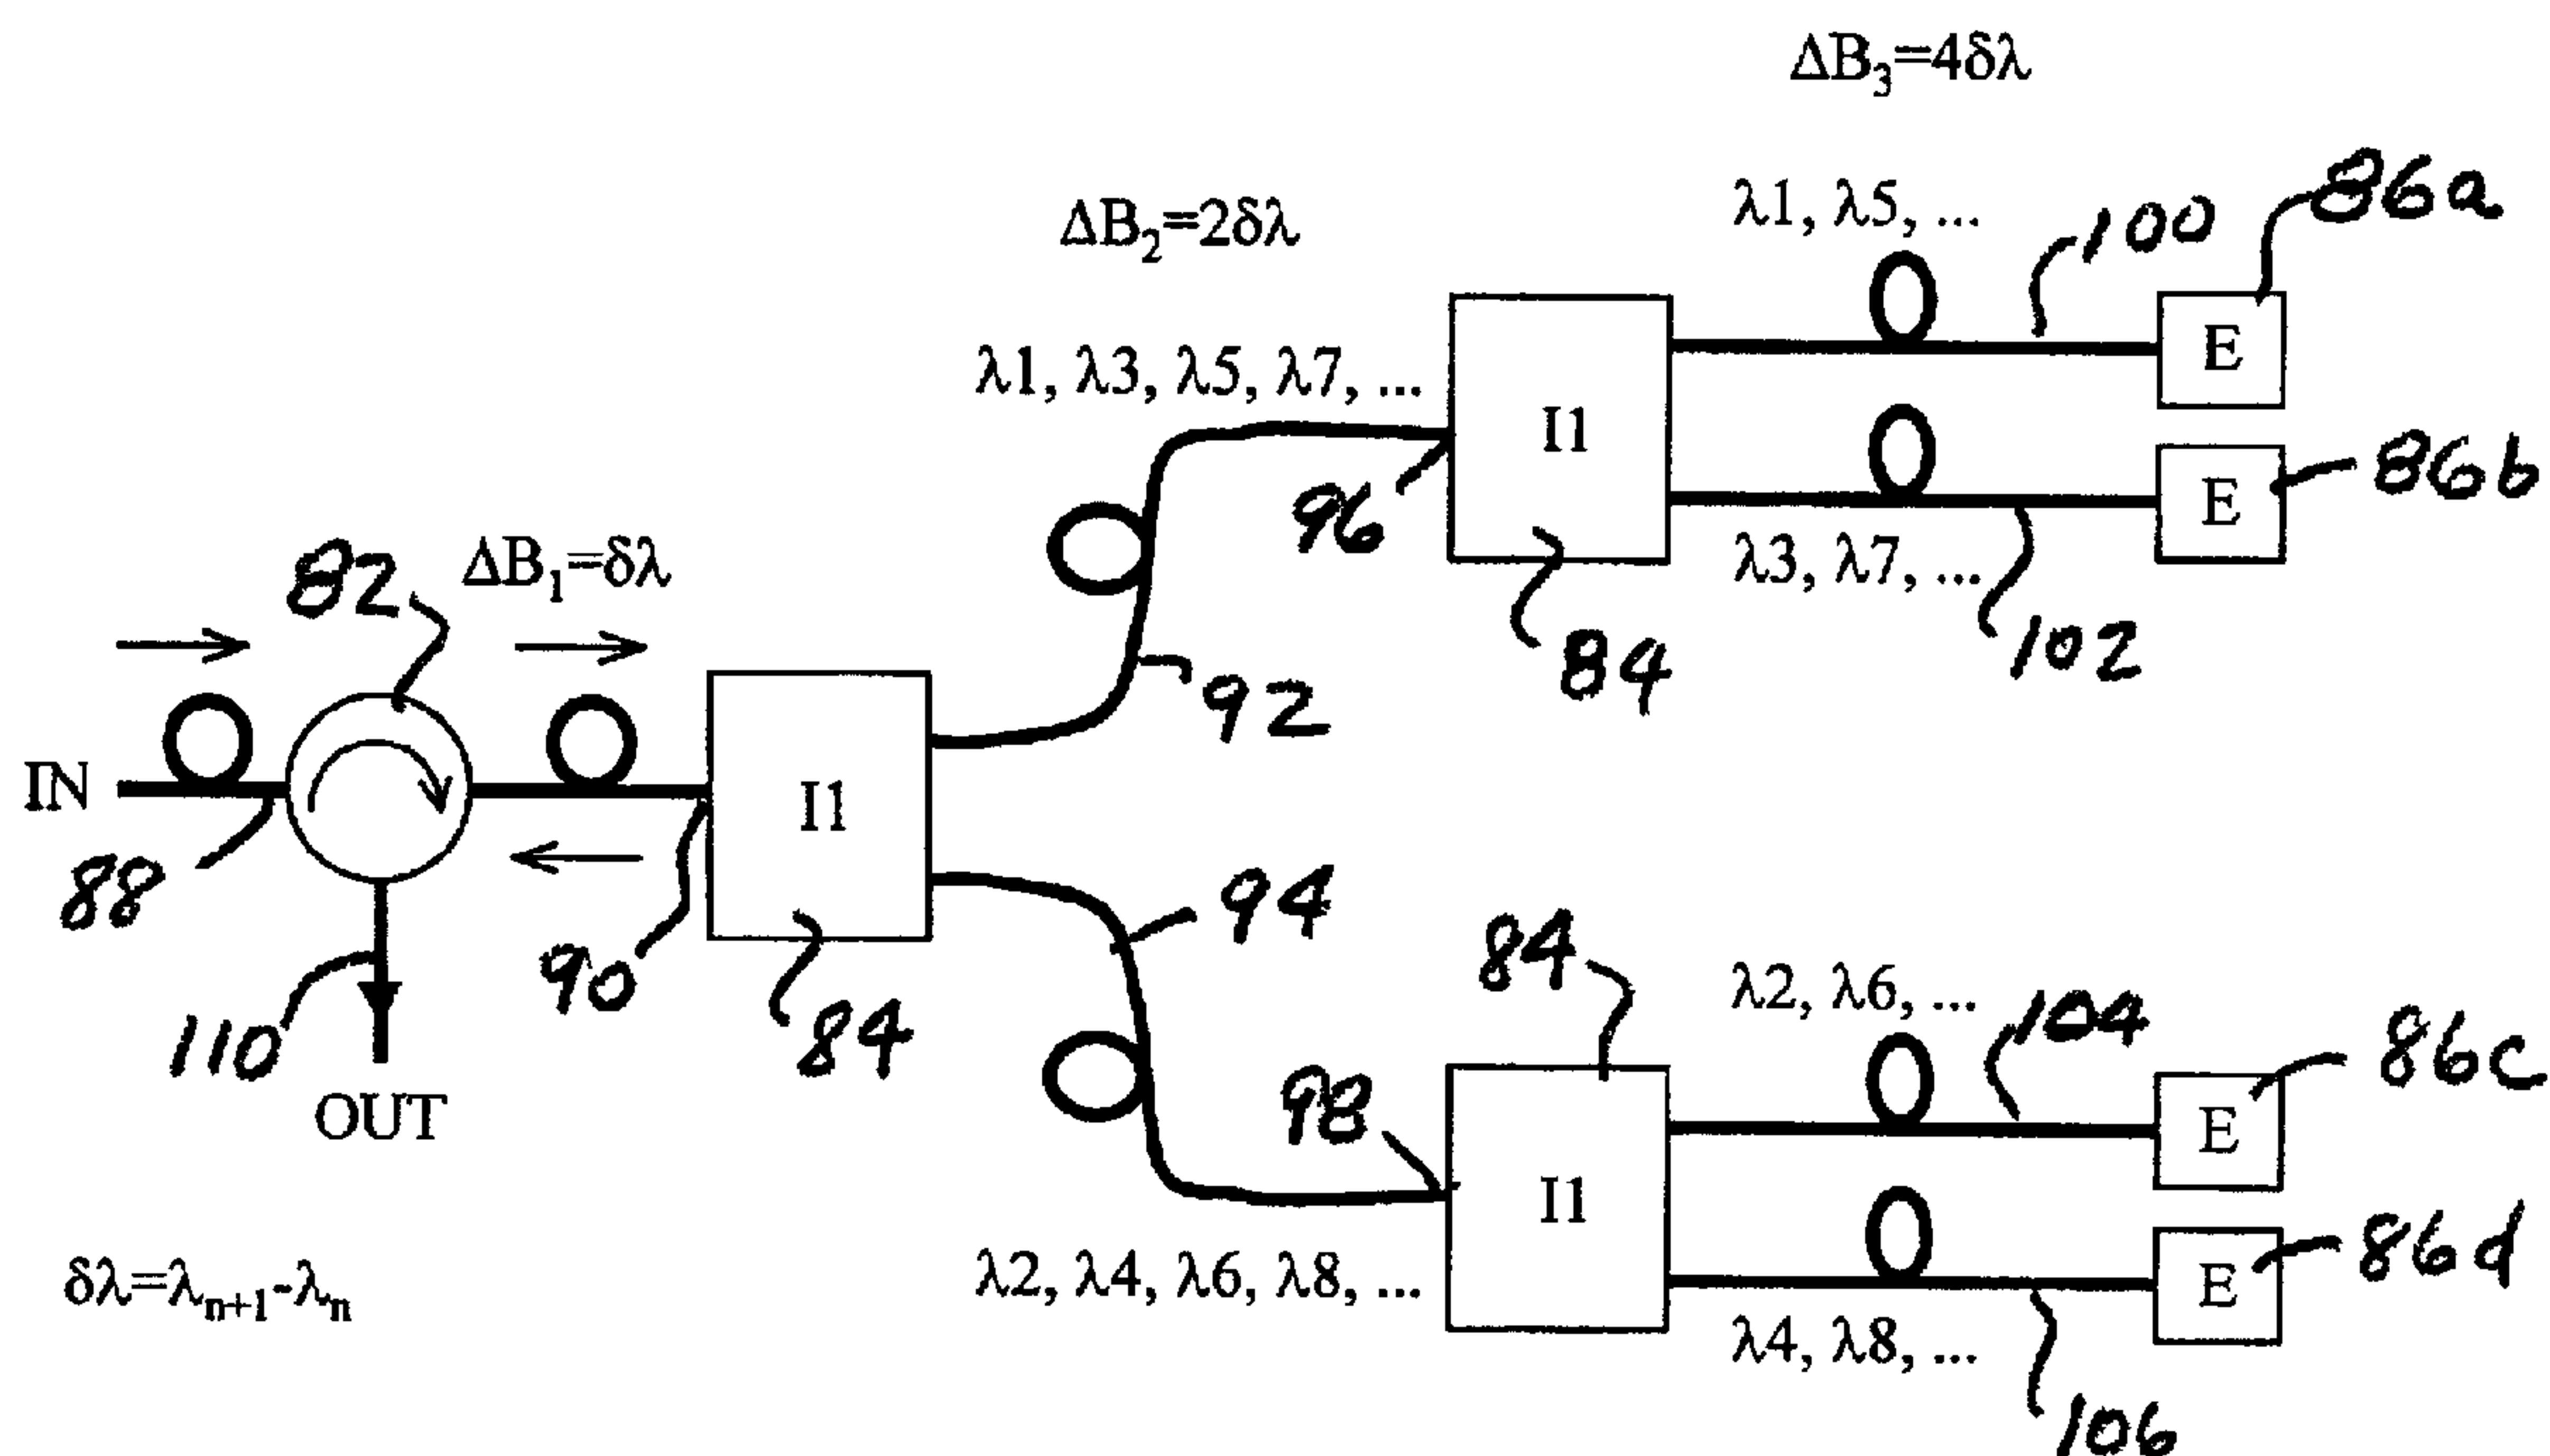 ΔB₃=4δλ
λ1, λ5, ...
100
86a
E
ΔB₂=2δλ
λ1, λ3, λ5, λ7, ...
I1
96
84
86b
E
λ3, λ7, ...
102
92
82
ΔB₁=δλ
IN
88
I1
90
84
110
OUT
94
84
98
λ2, λ6, ...
104
86c
E
I1
λ2, λ4, λ6, λ8, ...
86d
E
λ4, λ8, ...
106
δλ=λₙ₊₁-λₙ